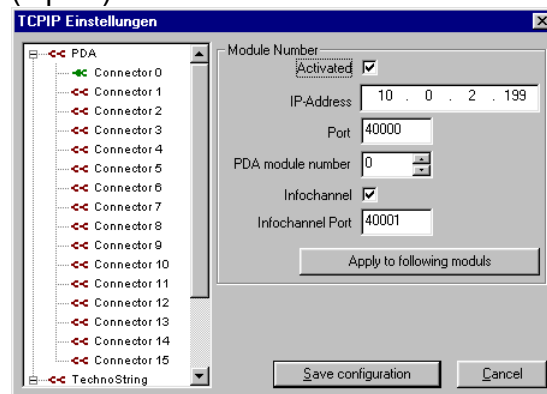 TCPIP Einstellungen
PDA
Connector 0
Connector 1
Connector 2
Connector 3
Connector 4
Connector 5
Connector 6
Connector 7
Connector 8
Connector 9
Connector 10
Connector 11
Connector 12
Connector 13
Connector 14
Connector 15
TechnoString
Module Number
Activated
IP-Address 10 . 0 . 2 . 199
Port 40000
PDA module number 0
Infochannel
Infochannel Port 40001
Apply to following moduls
Save configuration Cancel